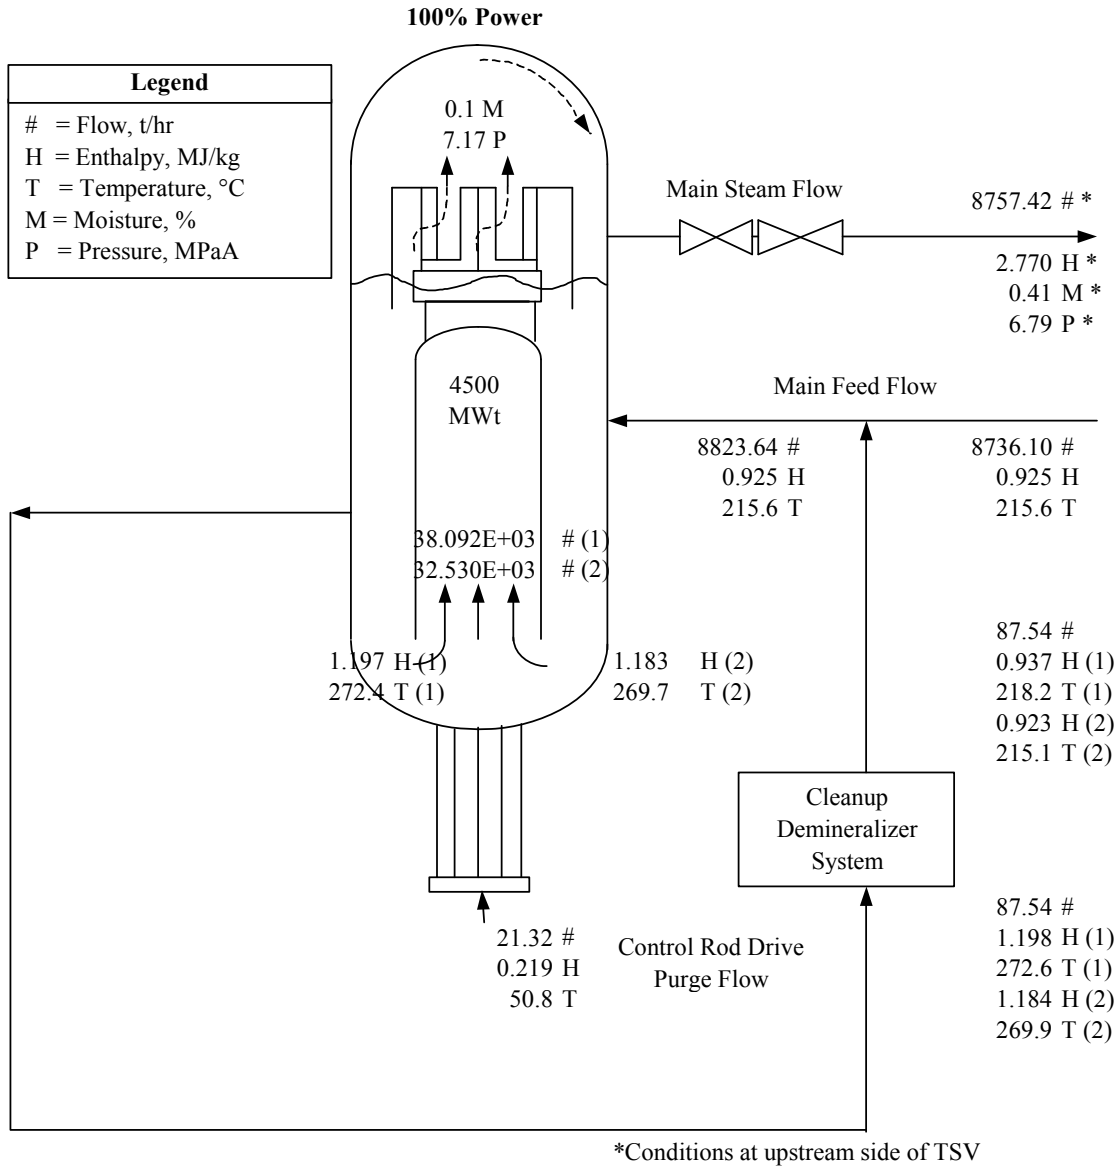 100% Power
Legend
# = Flow, t/hr
H = Enthalpy, MJ/kg
T = Temperature, °C
M = Moisture, %
P = Pressure, MPaA
0.1 M
7.17 P
Main Steam Flow
8757.42 # *
2.770 H *
0.41 M *
6.79 P *
4500
MWt
Main Feed Flow
8823.64 #
0.925 H
215.6 T
8736.10 #
0.925 H
215.6 T
38.092E+03 # (1)
32.530E+03 # (2)
1.197 H (1)
272.4 T (1)
1.183 H (2)
269.7 T (2)
87.54 #
0.937 H (1)
218.2 T (1)
0.923 H (2)
215.1 T (2)
Cleanup
Demineralizer
System
87.54 #
1.198 H (1)
272.6 T (1)
1.184 H (2)
269.9 T (2)
21.32 #
0.219 H
50.8 T
Control Rod Drive
Purge Flow
*Conditions at upstream side of TSV